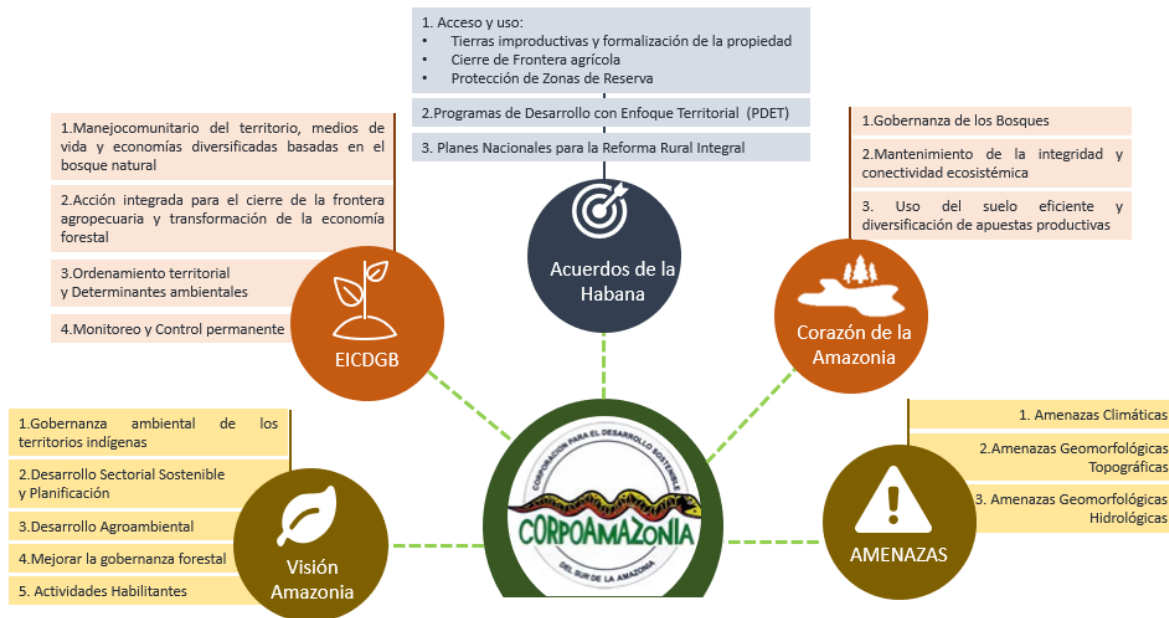 1. Acceso y uso:
• Tierras improductivas y formalización de la propiedad
• Cierre de Frontera agrícola
• Protección de Zonas de Reserva
2.Programas de Desarrollo con Enfoque Territorial (PDET)
3. Planes Nacionales para la Reforma Rural Integral
Acuerdos de la
Habana
1.Manejocomunitario del territorio, medios de
vida y economías diversificadas basadas en el
bosque natural
2.Acción integrada para el cierre de la frontera
agropecuaria y transformación de la economía
forestal
3.Ordenamiento territorial
y Determinantes ambientales
4.Monitoreo y Control permanente
EICDGB
1.Gobernanza de los Bosques
2.Mantenimiento de la integridad y
conectividad ecosistémica
3. Uso del suelo eficiente y
diversificación de apuestas productivas
Corazón de la
Amazonia
1.Gobernanza ambiental de los
territorios indígenas
2.Desarrollo Sectorial Sostenible
y Planificación
3.Desarrollo Agroambiental
4.Mejorar la gobernanza forestal
5. Actividades Habilitantes
Visión
Amazonia
CORPORACION PARA EL DESARROLLO SOSTENIBLE
CORPOAMAZONIA
DEL SUR DE LA AMAZONIA
1. Amenazas Climáticas
2.Amenazas Geomorfológicas
Topográficas
3. Amenazas Geomorfológicas
Hidrológicas
AMENAZAS